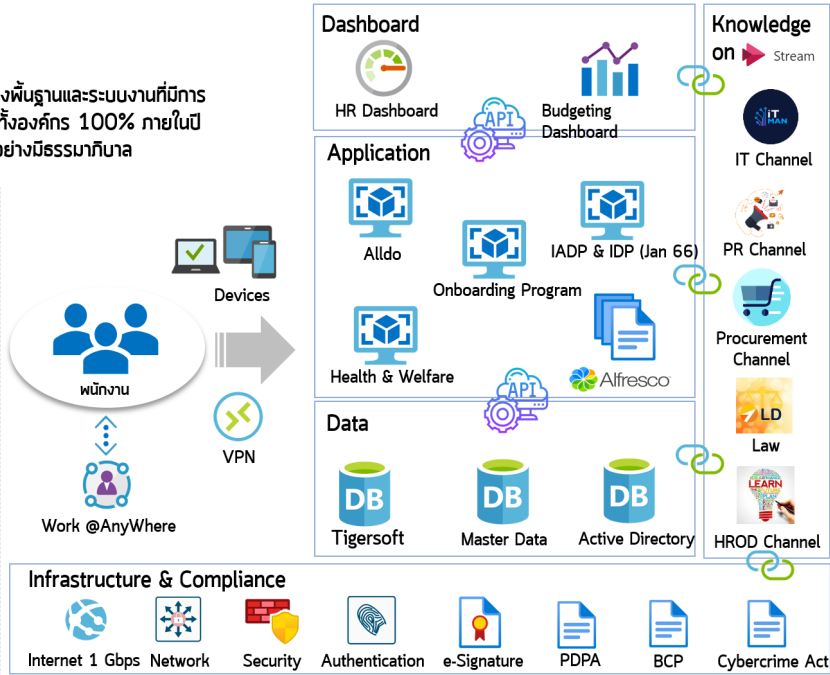 Dashboard
HR Dashboard
Budgeting
Dashboard
API
Knowledge
on Stream
iT
MAN
IT Channel
PR Channel
Procurement
Channel
LD
Law
LEARN
HROD Channel
งพื้นฐานและระบบงานที่มีการ
ทั้งองค์กร 100% ภายในปี
อย่างมีธรรมาภิบาล
Application
Alldo
Onboarding Program
IADP & IDP (Jan 66)
Health & Welfare
Alfresco
API
Devices
พนักงาน
VPN
Work @AnyWhere
Data
DB
Tigersoft
DB
Master Data
DB
Active Directory
Infrastructure & Compliance
Internet 1 Gbps
Network
Security
Authentication
e-Signature
PDPA
BCP
Cybercrime Act